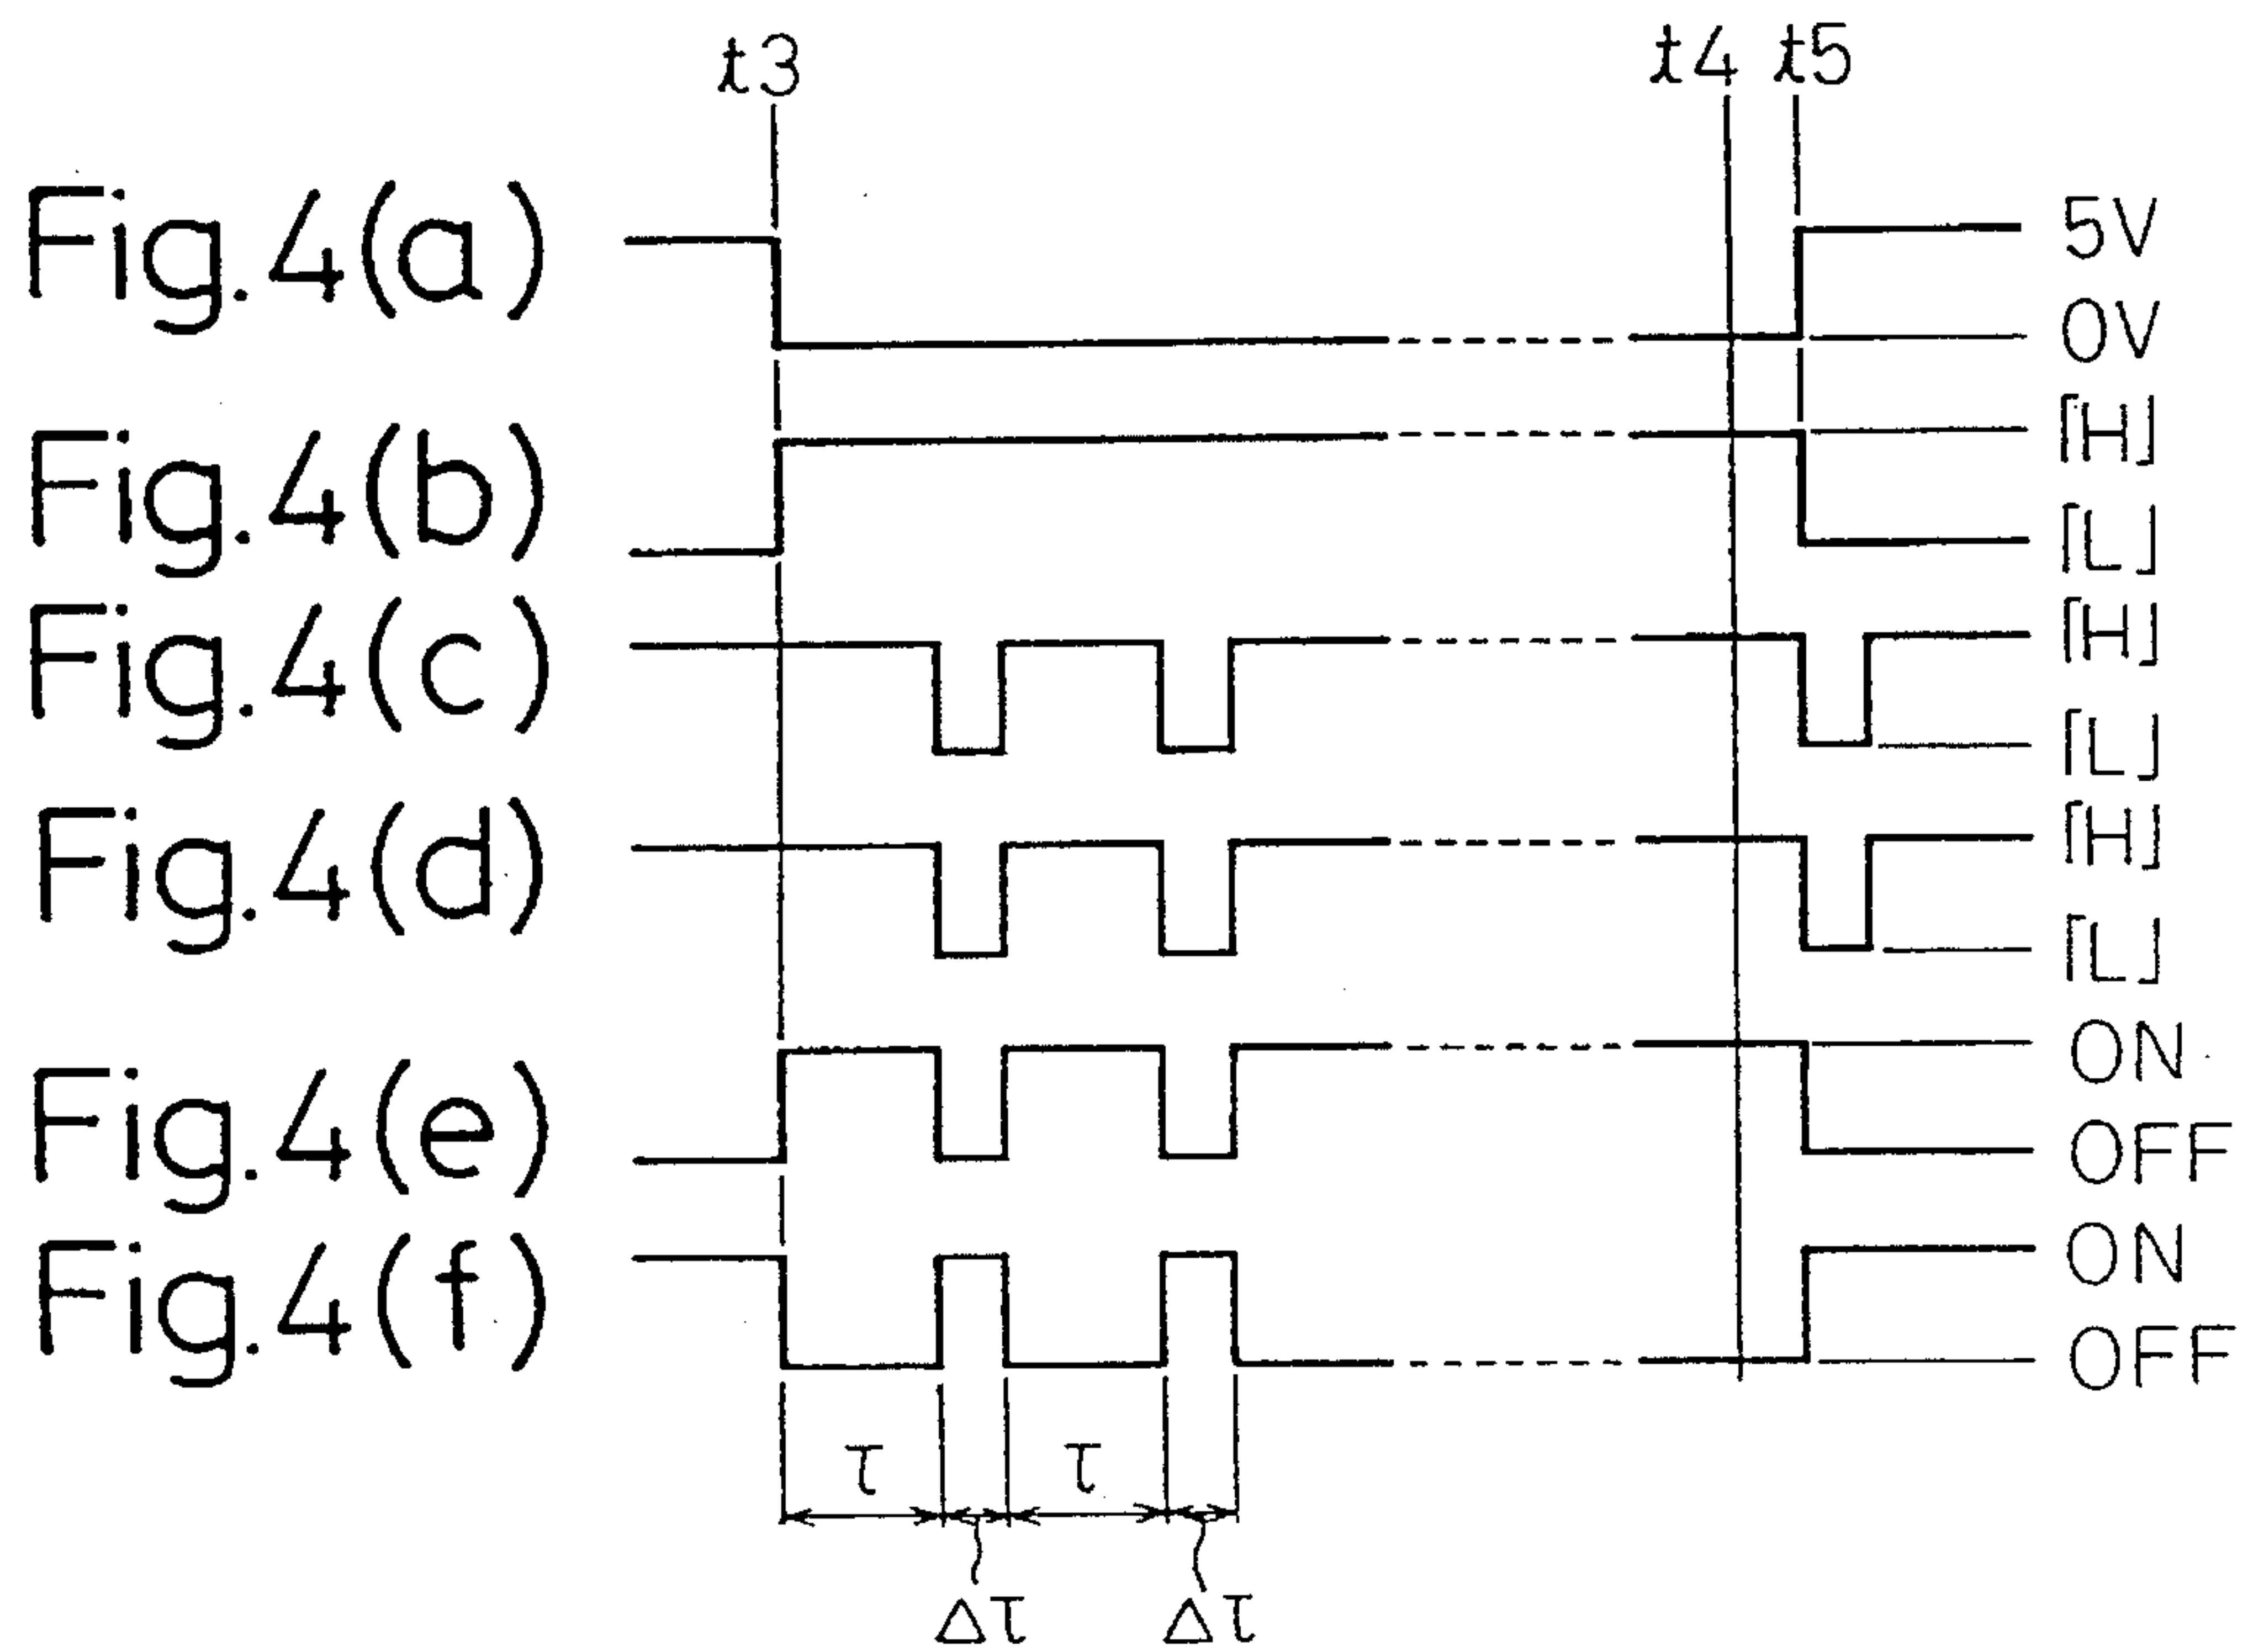 t3
t4 t5
Fig.4(a)
5V
0V
Fig.4(b)
「H」
「L」
Fig.4(c)
「H」
「L」
Fig.4(d)
「H」
「L」
Fig.4(e)
ON
OFF
Fig.4(f)
ON
OFF
τ τ
Δτ Δτ